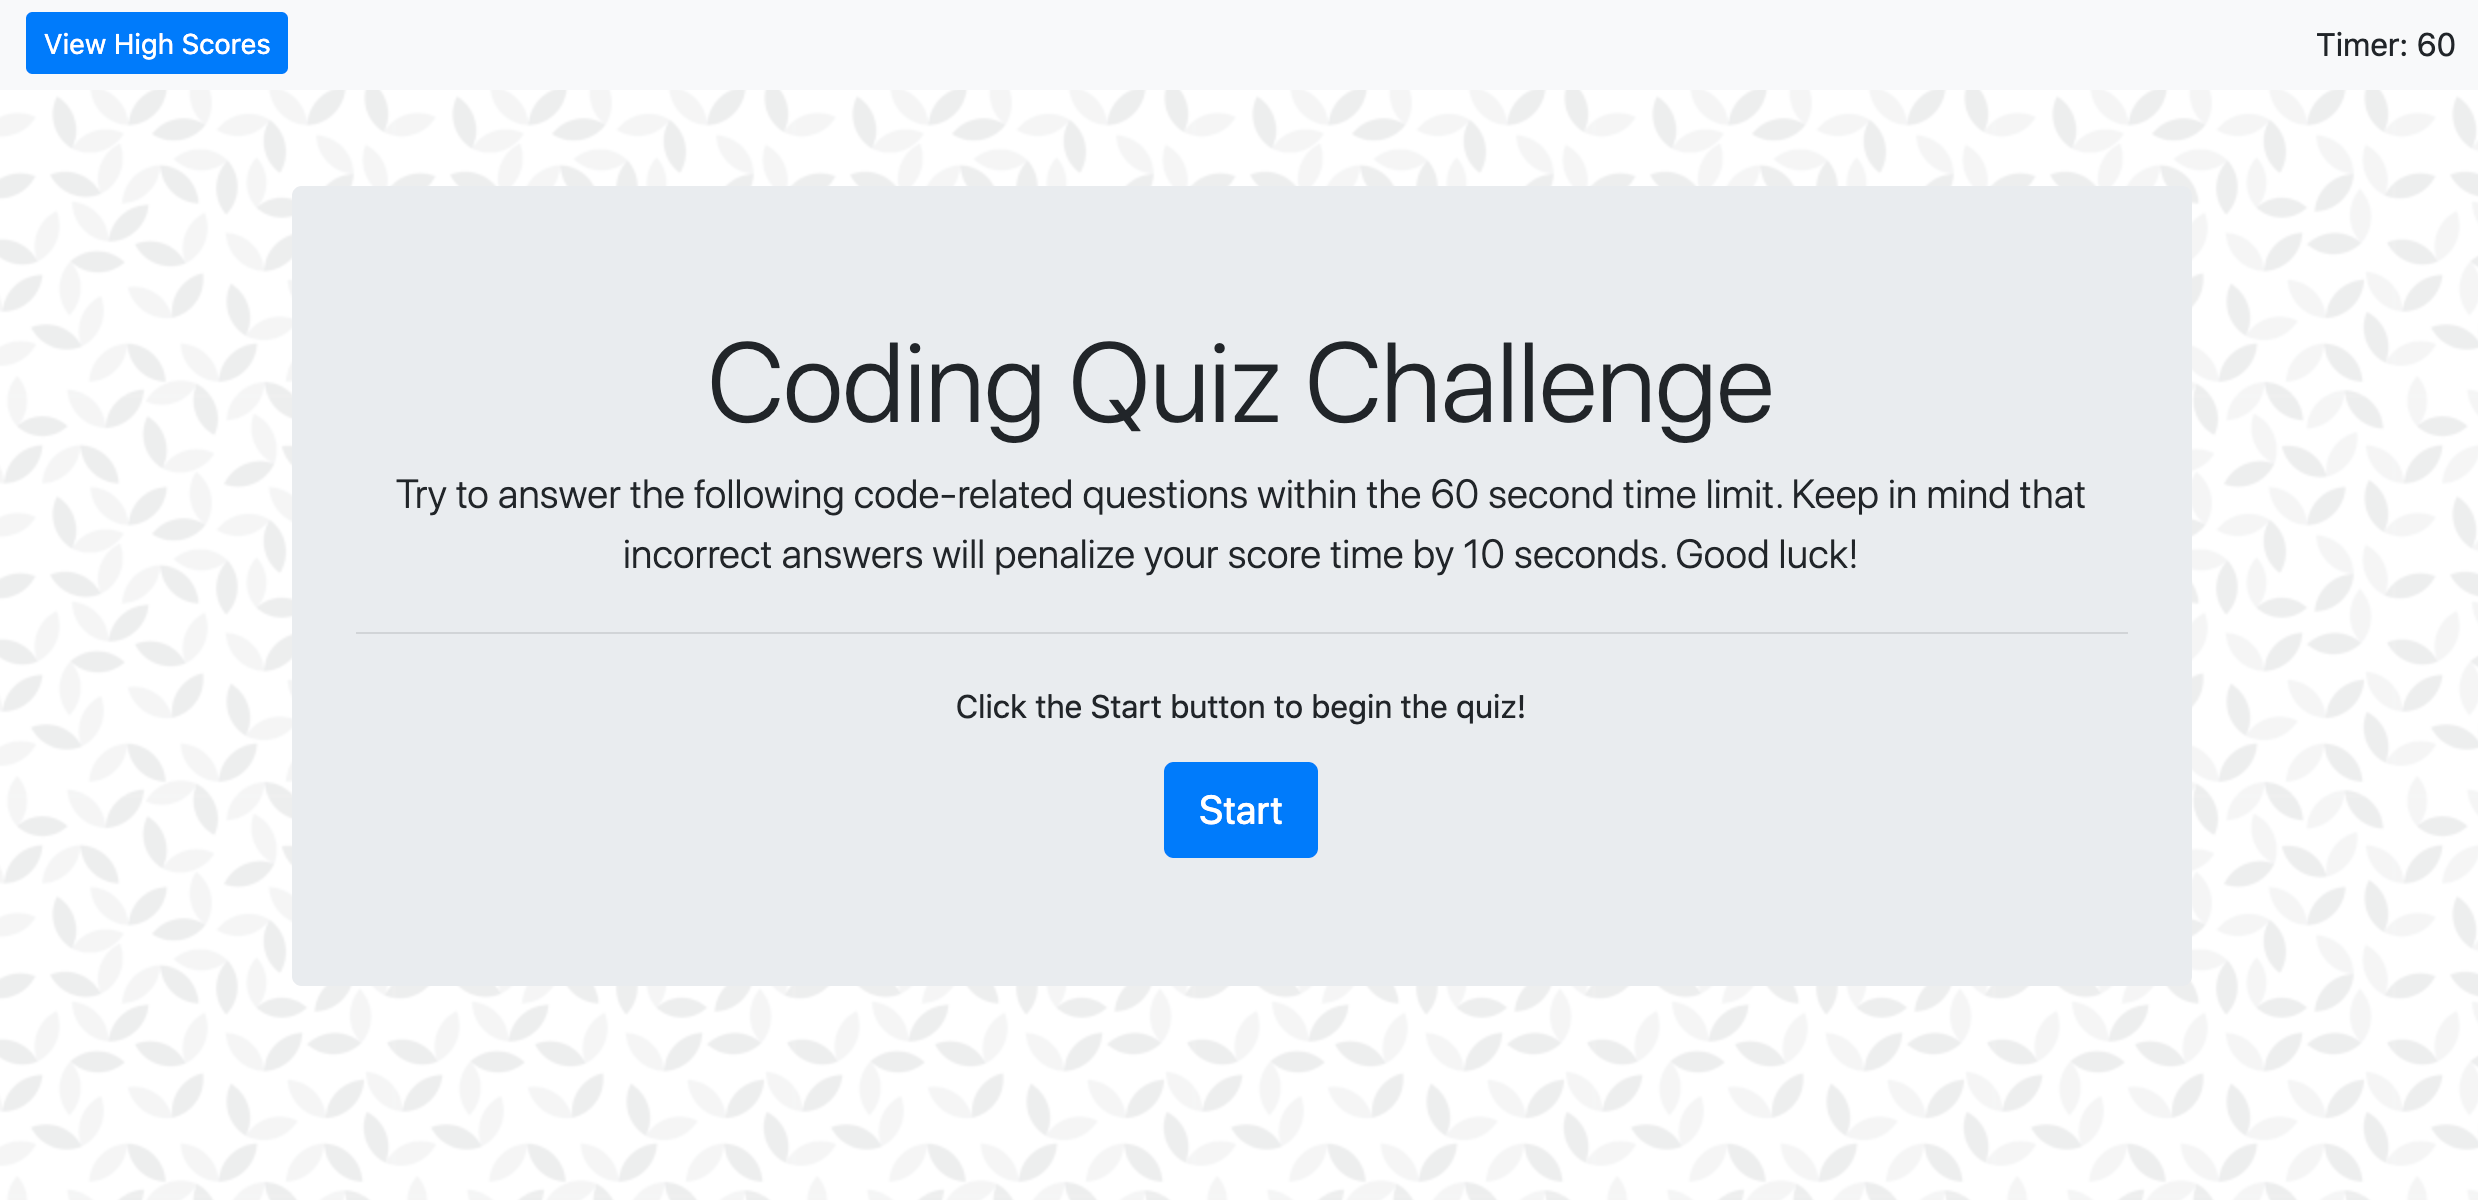 View High Scores
Timer: 60
Coding Quiz Challenge
Try to answer the following code-related questions within the 60 second time limit. Keep in mind that
incorrect answers will penalize your score time by 10 seconds. Good luck!
Click the Start button to begin the quiz!
Start